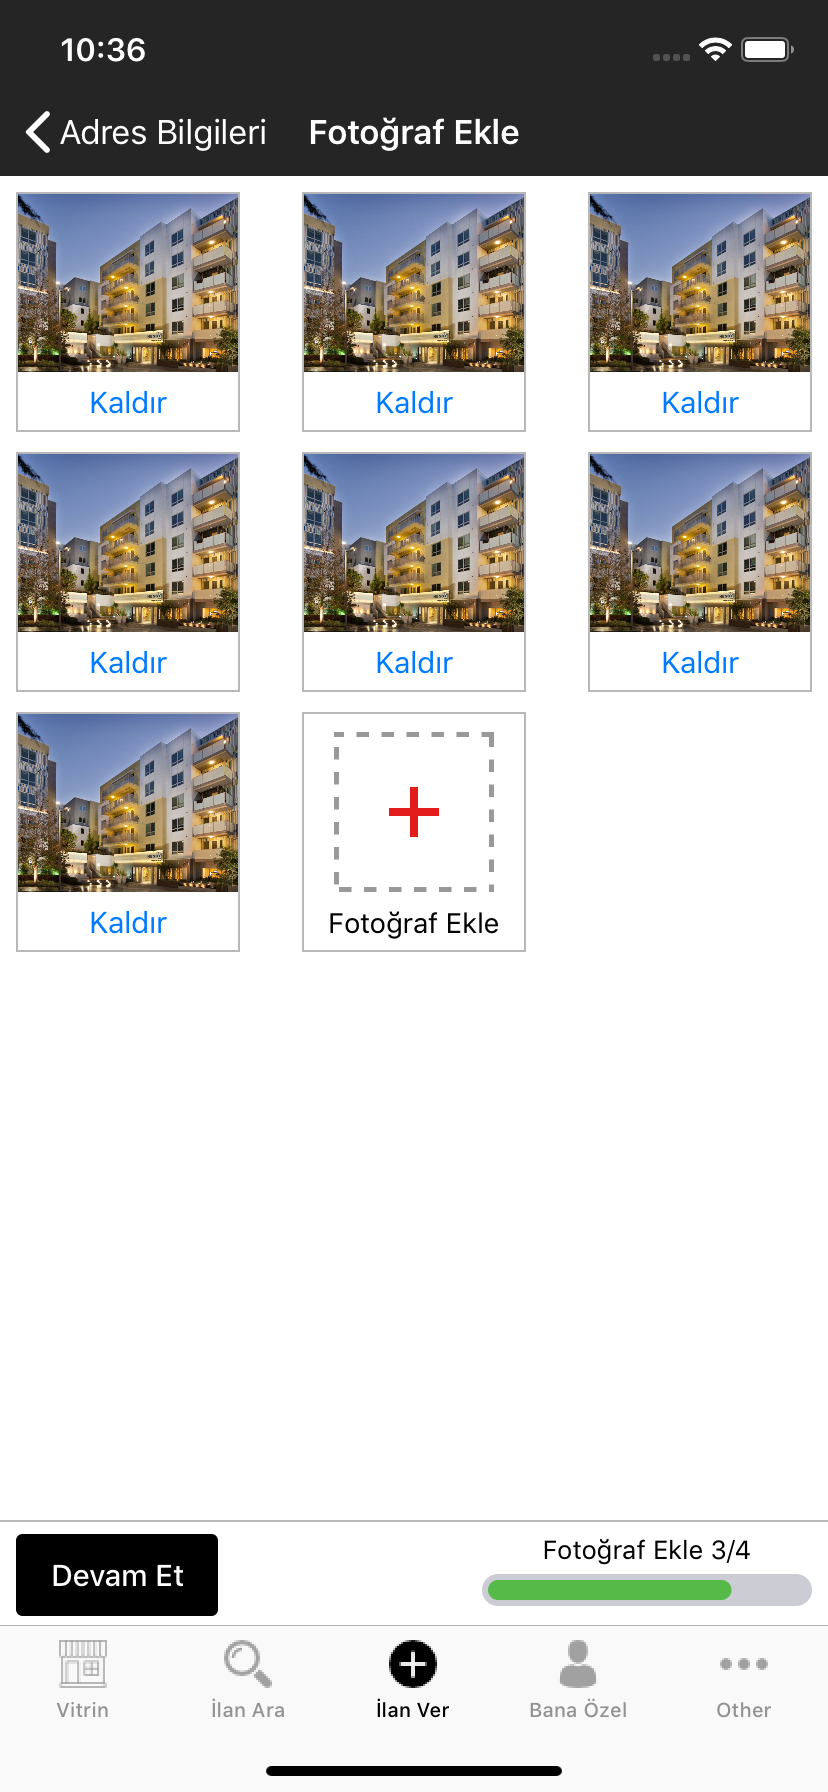 10:36
Adres Bilgileri Fotoğraf Ekle
Kaldır Kaldır Kaldır
Kaldır Kaldır Kaldır
Kaldır Fotoğraf Ekle
Devam Et Fotoğraf Ekle 3/4
Vitrin İlan Ara İlan Ver Bana Özel Other